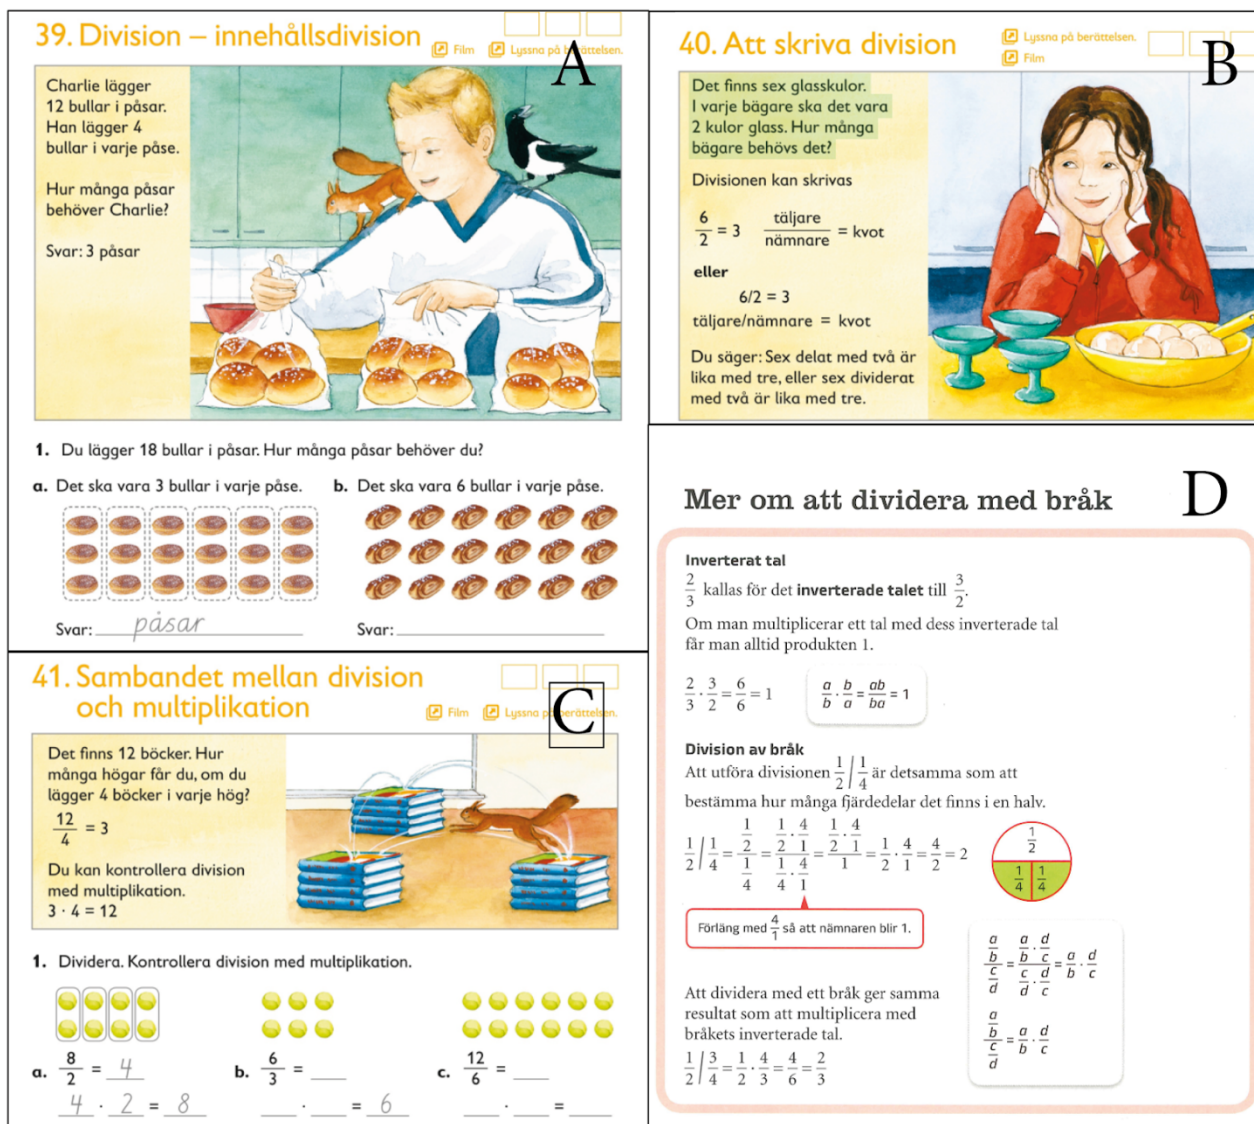 39. Division – innehållsdivision
Film
Lyssna på berättelsen.
A
Charlie lägger
12 bullar i påsar.
Han lägger 4
bullar i varje påse.
Hur många påsar
behöver Charlie?
Svar: 3 påsar
1. Du lägger 18 bullar i påsar. Hur många påsar behöver du?
a. Det ska vara 3 bullar i varje påse.
b. Det ska vara 6 bullar i varje påse.
Svar: påsar
Svar:
40. Att skriva division
Lyssna på berättelsen.
Film
B
Det finns sex glasskulor.
I varje bägare ska det vara
2 kulor glass. Hur många
bägare behövs det?
Divisionen kan skrivas
6/2 = 3 täljare/nämnare = kvot
eller
6/2 = 3
täljare/nämnare = kvot
Du säger: Sex delat med två är
lika med tre, eller sex dividerat
med två är lika med tre.
41. Sambandet mellan division
och multiplikation
Film
Lyssna på berättelsen.
C
Det finns 12 böcker. Hur
många högar får du, om du
lägger 4 böcker i varje hög?
12/4 = 3
Du kan kontrollera division
med multiplikation.
3 · 4 = 12
1. Dividera. Kontrollera division med multiplikation.
a. 8/2 = 4
4 · 2 = 8
b. 6/3 = ___
___ · ___ = 6
c. 12/6 = ___
___ · ___ = ___
Mer om att dividera med bråk
D
Inverterat tal
2/3 kallas för det inverterade talet till 3/2.
Om man multiplicerar ett tal med dess inverterade tal
får man alltid produkten 1.
2/3 · 3/2 = 6/6 = 1
a/b · b/a = ab/ba = 1
Division av bråk
Att utföra divisionen 1/2 / 1/4 är detsamma som att
bestämma hur många fjärdedelar det finns i en halv.
1/2 / 1/4 = (1/2)/(1/4) = (1/2 · 4/1)/(1/4 · 4/1) = (1/2 · 4/1)/1 = 1/2 · 4/1 = 4/2 = 2
1/2
1/4 1/4
Förläng med 4/1 så att nämnaren blir 1.
(a/b)/(c/d) = (a/b · d/c)/(c/d · d/c) = a/b · d/c
(a/b)/(c/d) = a/b · d/c
Att dividera med ett bråk ger samma
resultat som att multiplicera med
bråkets inverterade tal.
1/2 / 3/4 = 1/2 · 4/3 = 4/6 = 2/3